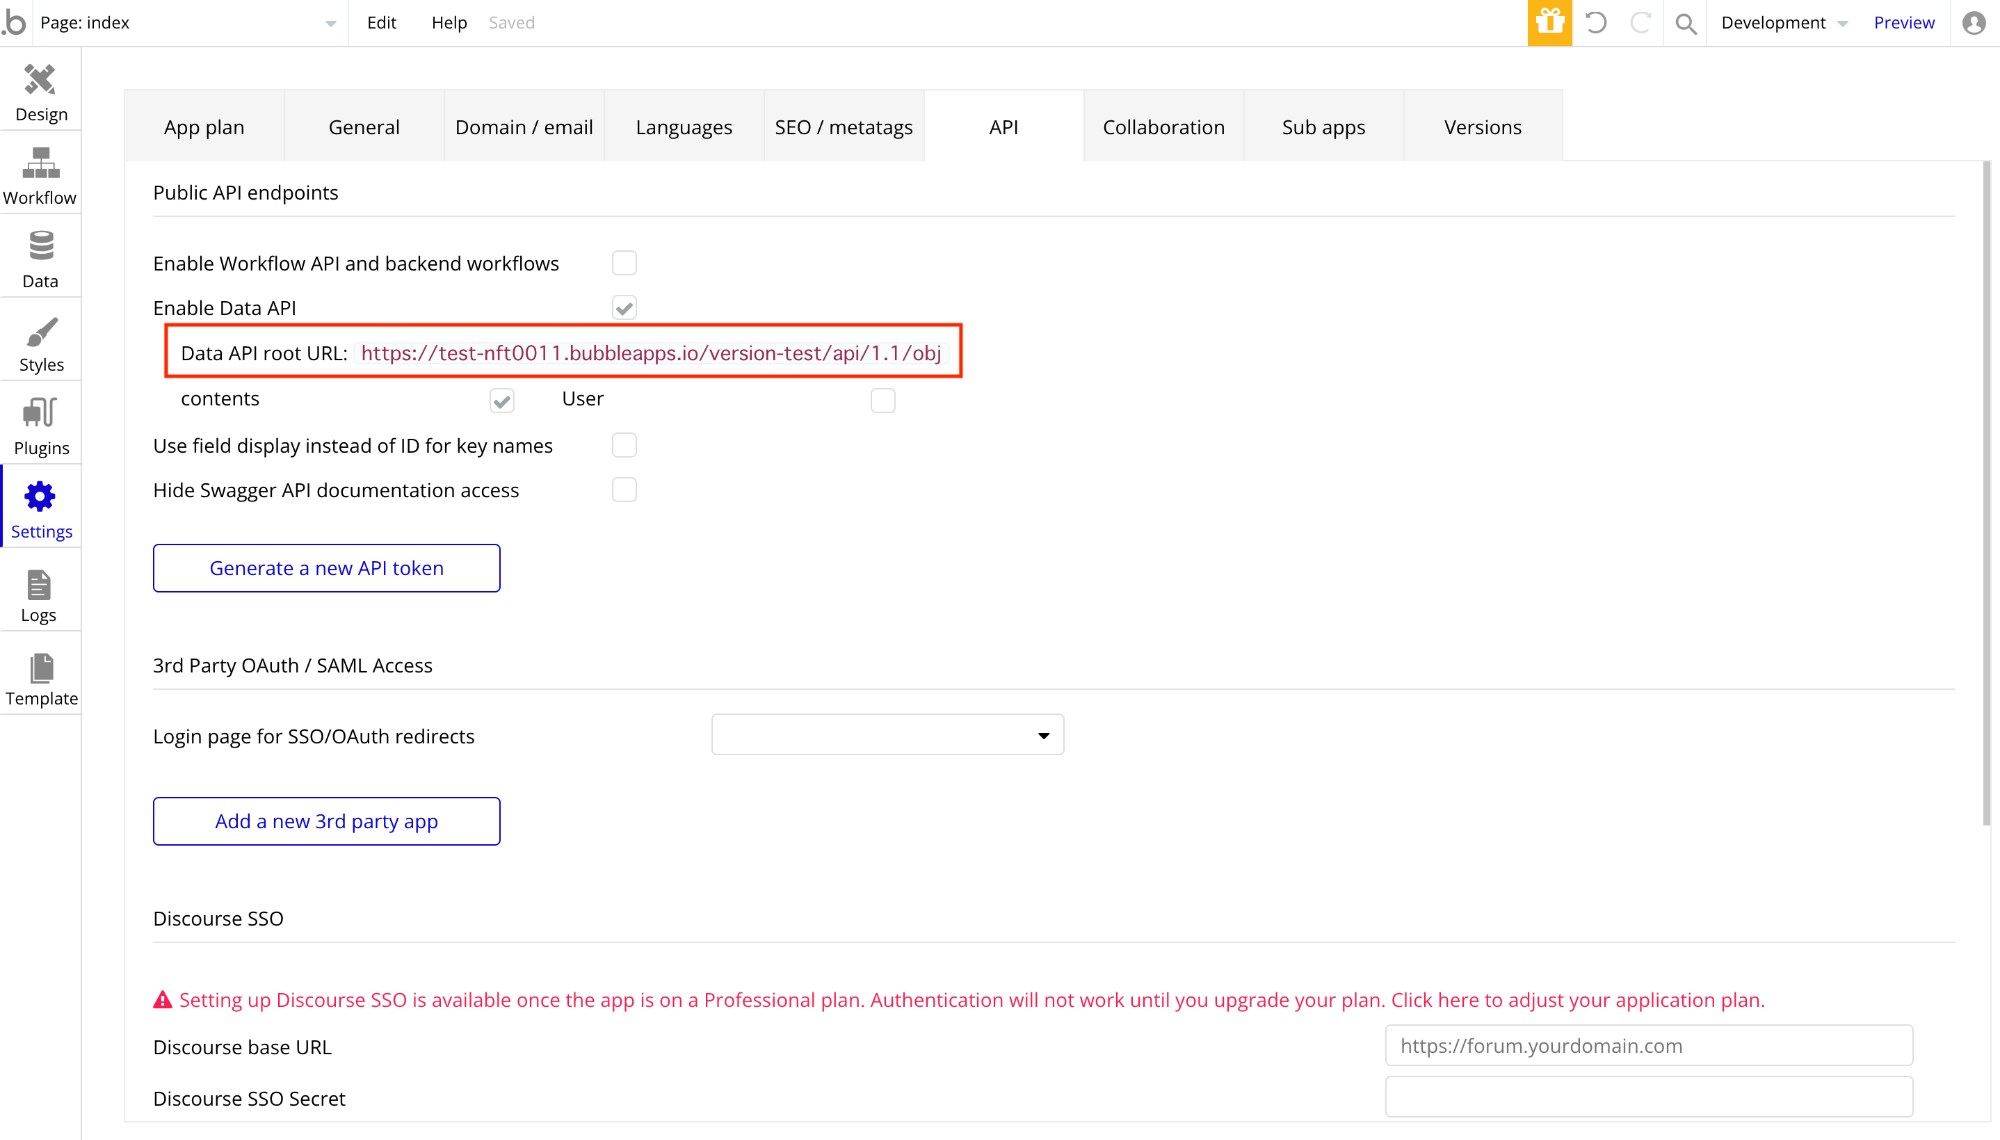 .b Page: index Edit Help Saved Development Preview
Design
Workflow
Data
Styles
Plugins
Settings
Logs
Template
App plan General Domain / email Languages SEO / metatags API Collaboration Sub apps Versions
Public API endpoints
Enable Workflow API and backend workflows
Enable Data API
Data API root URL: https://test-nft0011.bubbleapps.io/version-test/api/1.1/obj
contents User
Use field display instead of ID for key names
Hide Swagger API documentation access
Generate a new API token
3rd Party OAuth / SAML Access
Login page for SSO/OAuth redirects
Add a new 3rd party app
Discourse SSO
Setting up Discourse SSO is available once the app is on a Professional plan. Authentication will not work until you upgrade your plan. Click here to adjust your application plan.
Discourse base URL https://forum.yourdomain.com
Discourse SSO Secret